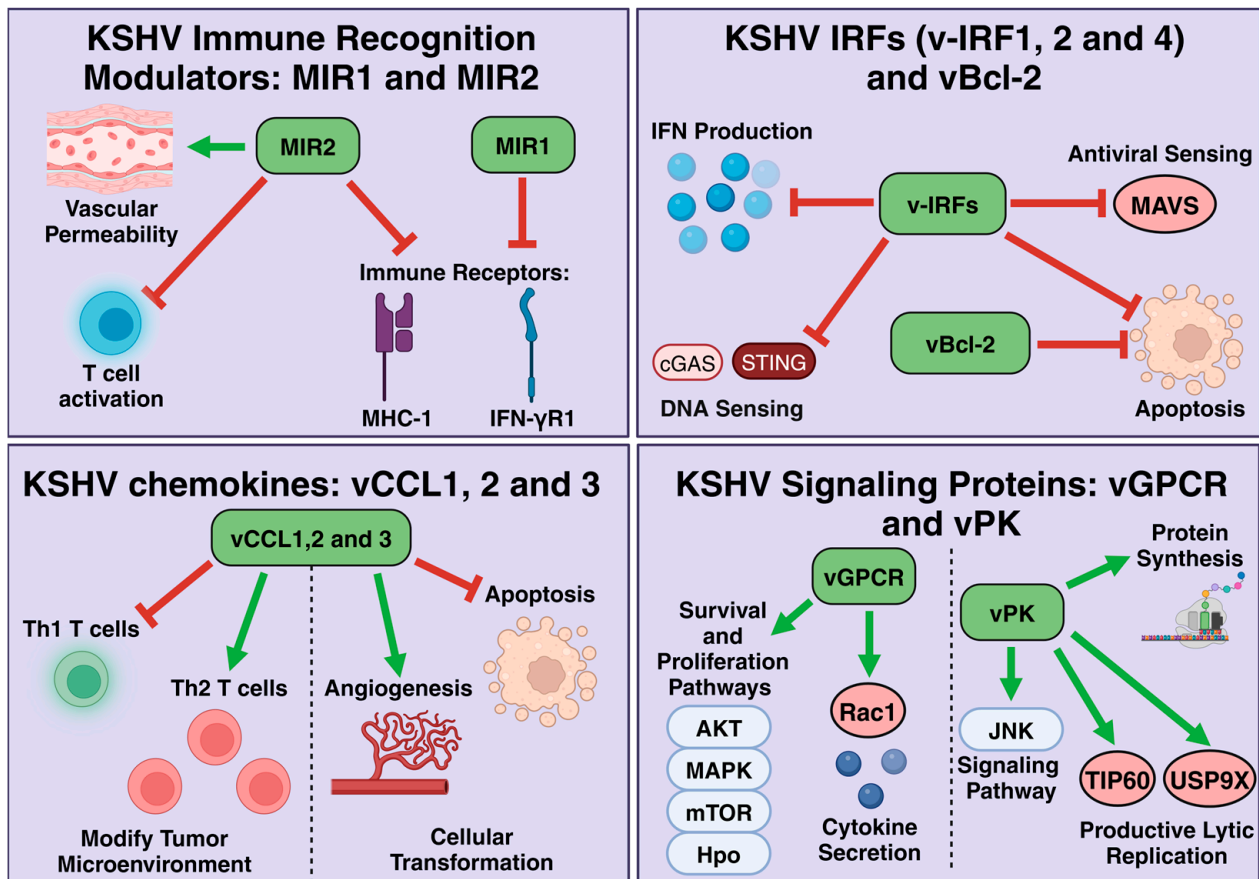 KSHV Immune Recognition
Modulators: MIR1 and MIR2
MIR2
MIR1
Vascular
Permeability
Immune Receptors:
T cell
activation
MHC-1
IFN-γR1
KSHV IRFs (v-IRF1, 2 and 4)
and vBcl-2
IFN Production
Antiviral Sensing
v-IRFs
MAVS
vBcl-2
cGAS
STING
DNA Sensing
Apoptosis
KSHV chemokines: vCCL1, 2 and 3
vCCL1,2 and 3
Th1 T cells
Th2 T cells
Angiogenesis
Apoptosis
Modify Tumor
Microenvironment
Cellular
Transformation
KSHV Signaling Proteins: vGPCR
and vPK
vGPCR
Survival
and
Proliferation
Pathways
AKT
MAPK
mTOR
Hpo
Rac1
Cytokine
Secretion
vPK
Protein
Synthesis
JNK
Signaling
Pathway
TIP60
USP9X
Productive Lytic
Replication